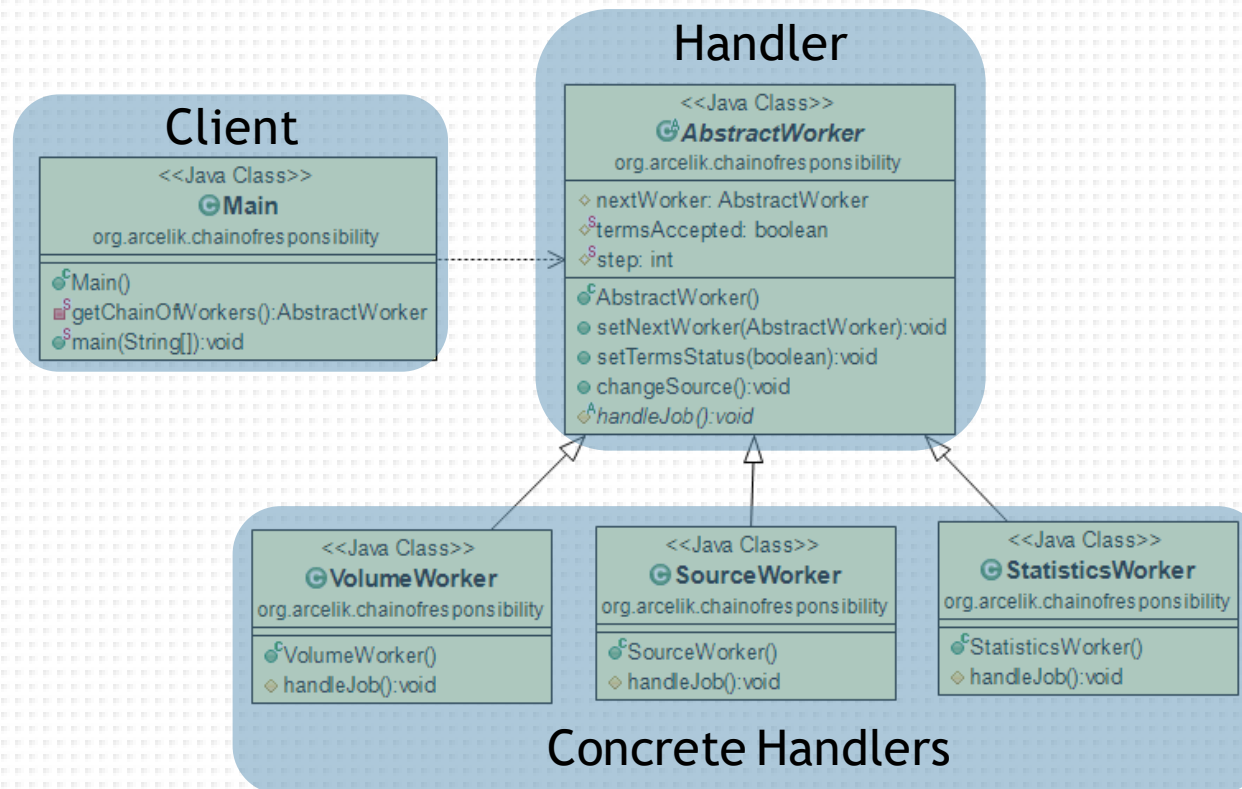 Handler
<<Java Class>>
AbstractWorker
org.arcelik.chainofresponsibility
nextWorker: AbstractWorker
S termsAccepted: boolean
S step: int
C AbstractWorker()
setNextWorker(AbstractWorker):void
setTermsStatus(boolean):void
changeSource():void
A handleJob():void
Client
<<Java Class>>
Main
org.arcelik.chainofresponsibility
C Main()
S getChainOfWorkers():AbstractWorker
S main(String[]):void
<<Java Class>>
VolumeWorker
org.arcelik.chainofresponsibility
C VolumeWorker()
handleJob():void
<<Java Class>>
SourceWorker
org.arcelik.chainofresponsibility
C SourceWorker()
handleJob():void
<<Java Class>>
StatisticsWorker
org.arcelik.chainofresponsibility
C StatisticsWorker()
handleJob():void
Concrete Handlers